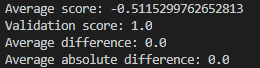 Average score: -0.5115299762652813
Validation score: 1.0
Average difference: 0.0
Average absolute difference: 0.0